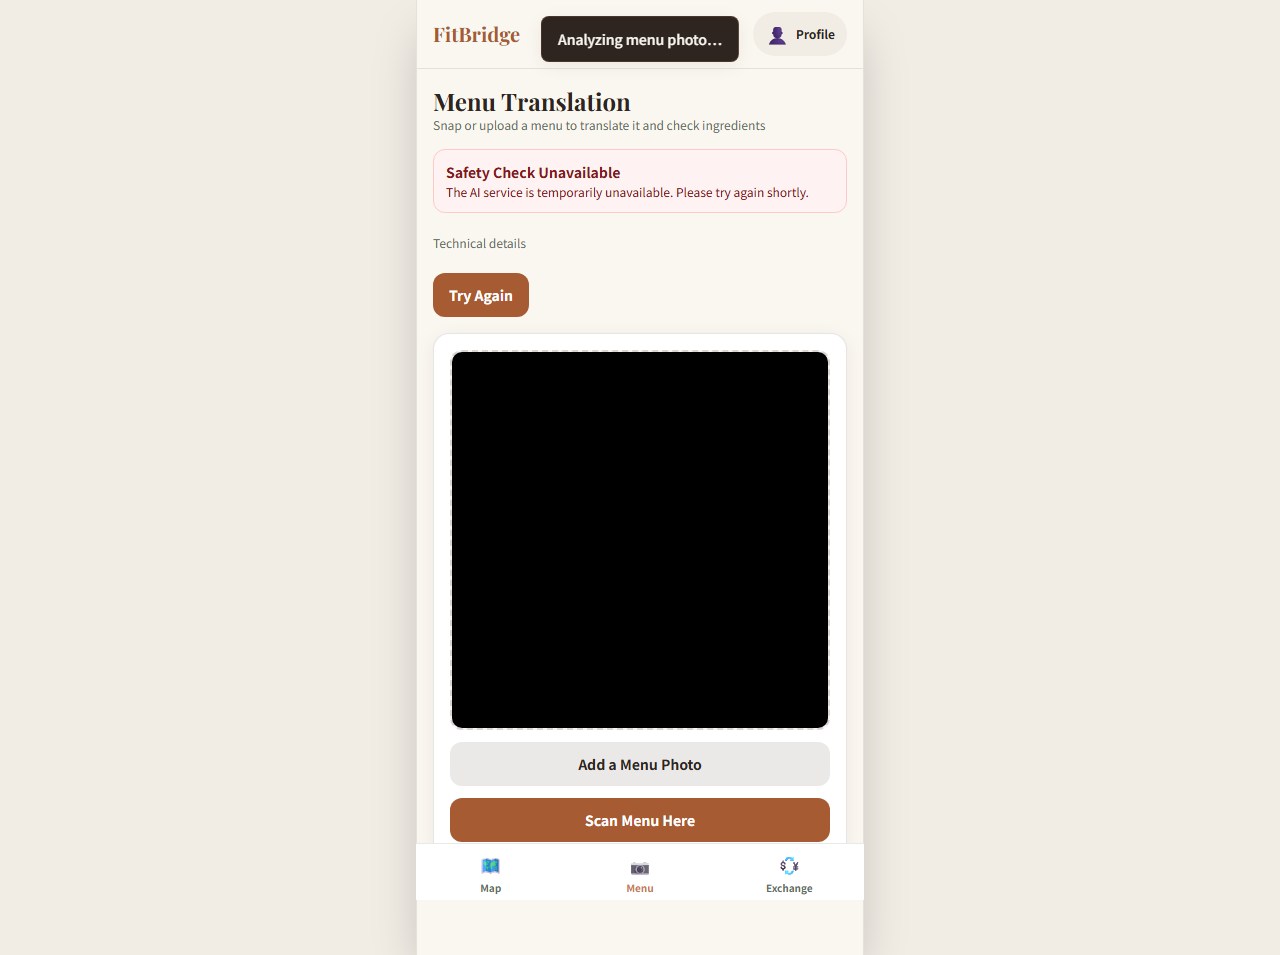 FitBridge
Analyzing menu photo...
Profile
Menu Translation
Snap or upload a menu to translate it and check ingredients
Safety Check Unavailable
The AI service is temporarily unavailable. Please try again shortly.
Technical details
Try Again
Add a Menu Photo
Scan Menu Here
Map
Menu
$ ¥
Exchange